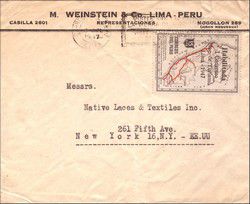 M. WEINSTEIN & Co., LIMA - PERU
CASILLA 2601
REPRESENTACIONES
MOGOLLON 269
Messrs.
Native Laces & Textiles Inc.
261 Fifth Ave.
New York 16, N.Y. - EE.UU